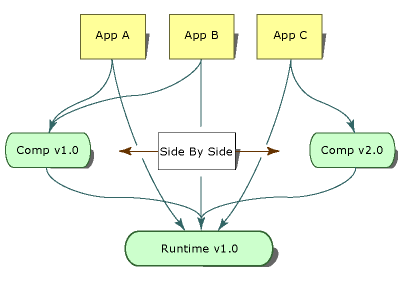 App A
App B
App C
Comp v1.0
Side By Side
Comp v2.0
Runtime v1.0